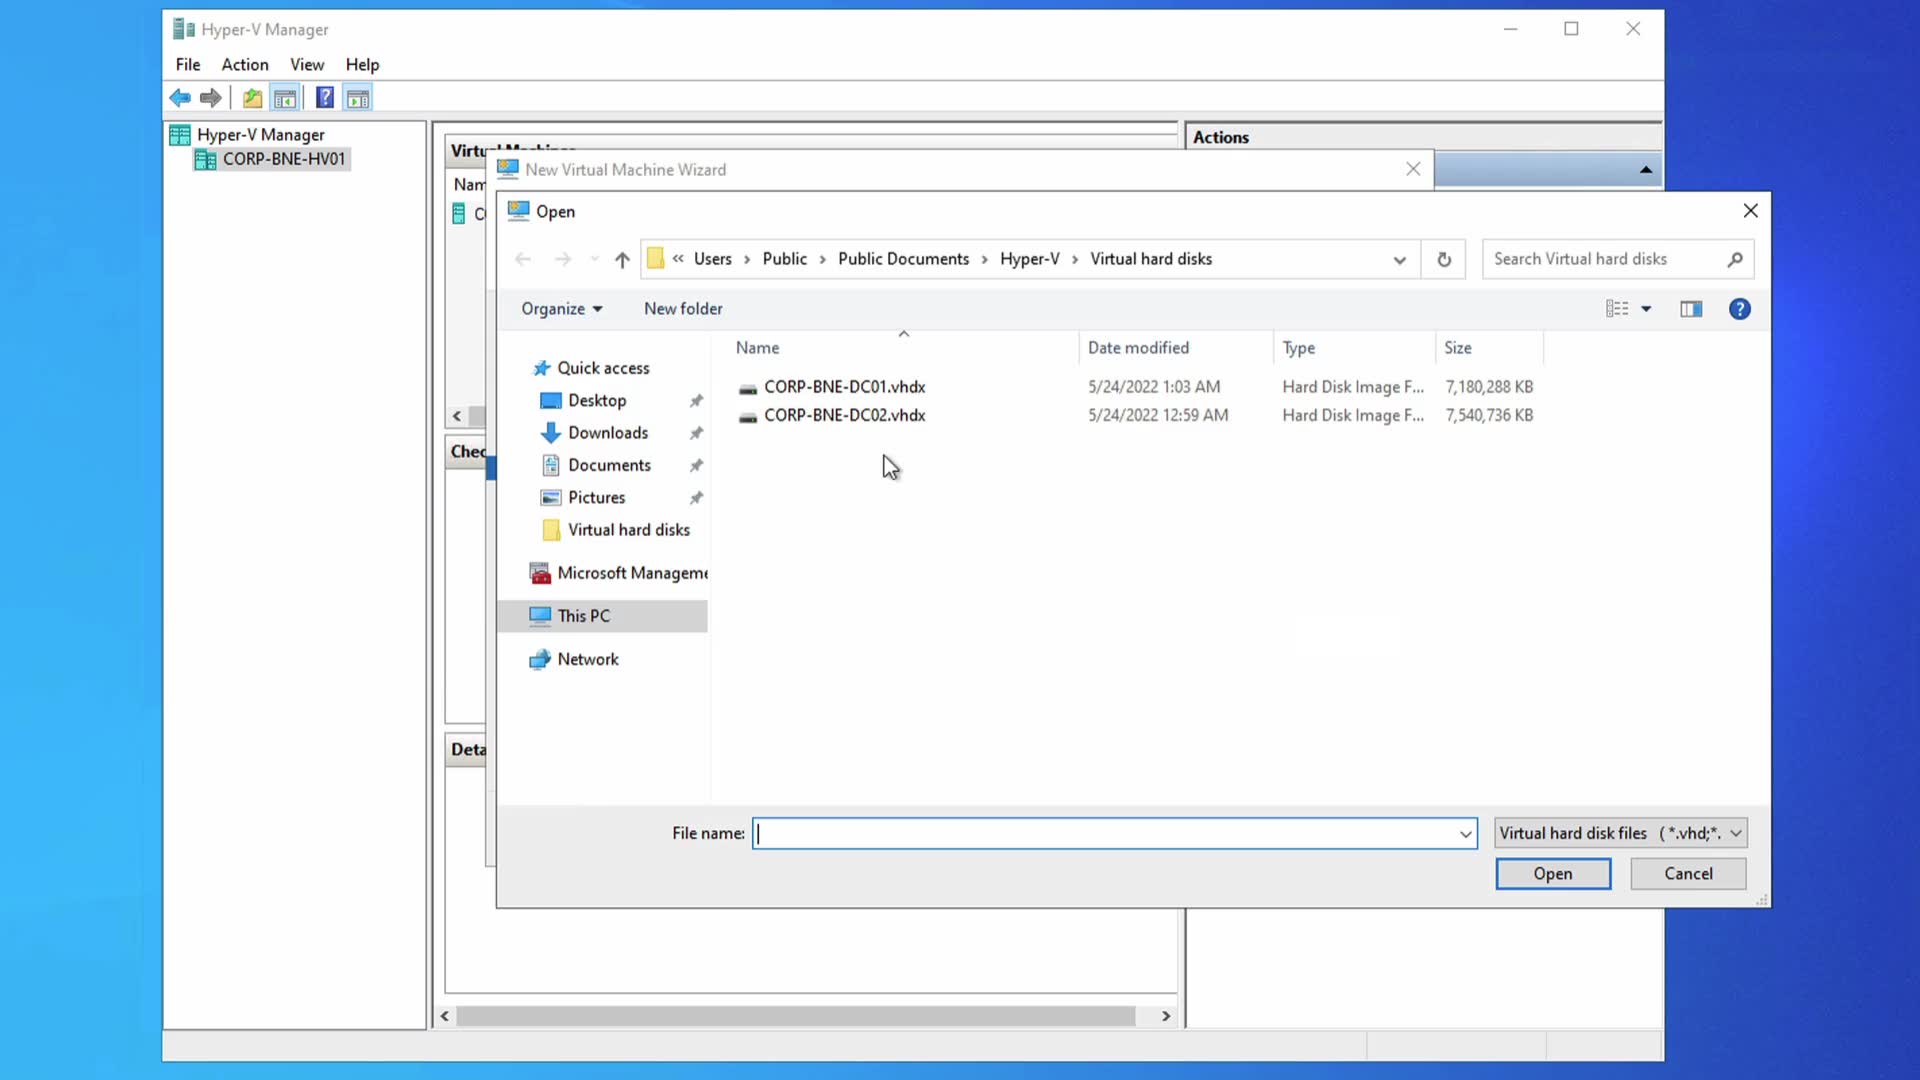 Hyper-V Manager
File Action View Help
Hyper-V Manager
CORP-BNE-HV01
Actions
New Virtual Machine Wizard
Open
« Users › Public › Public Documents › Hyper-V › Virtual hard disks
Search Virtual hard disks
Organize New folder
Name Date modified Type Size
CORP-BNE-DC01.vhdx 5/24/2022 1:03 AM Hard Disk Image F... 7,180,288 KB
CORP-BNE-DC02.vhdx 5/24/2022 12:59 AM Hard Disk Image F... 7,540,736 KB
Quick access
Desktop
Downloads
Documents
Pictures
Virtual hard disks
Microsoft Manageme
This PC
Network
Nam
C
Chec
Deta
File name:
Virtual hard disk files (*.vhd;*.
Open Cancel